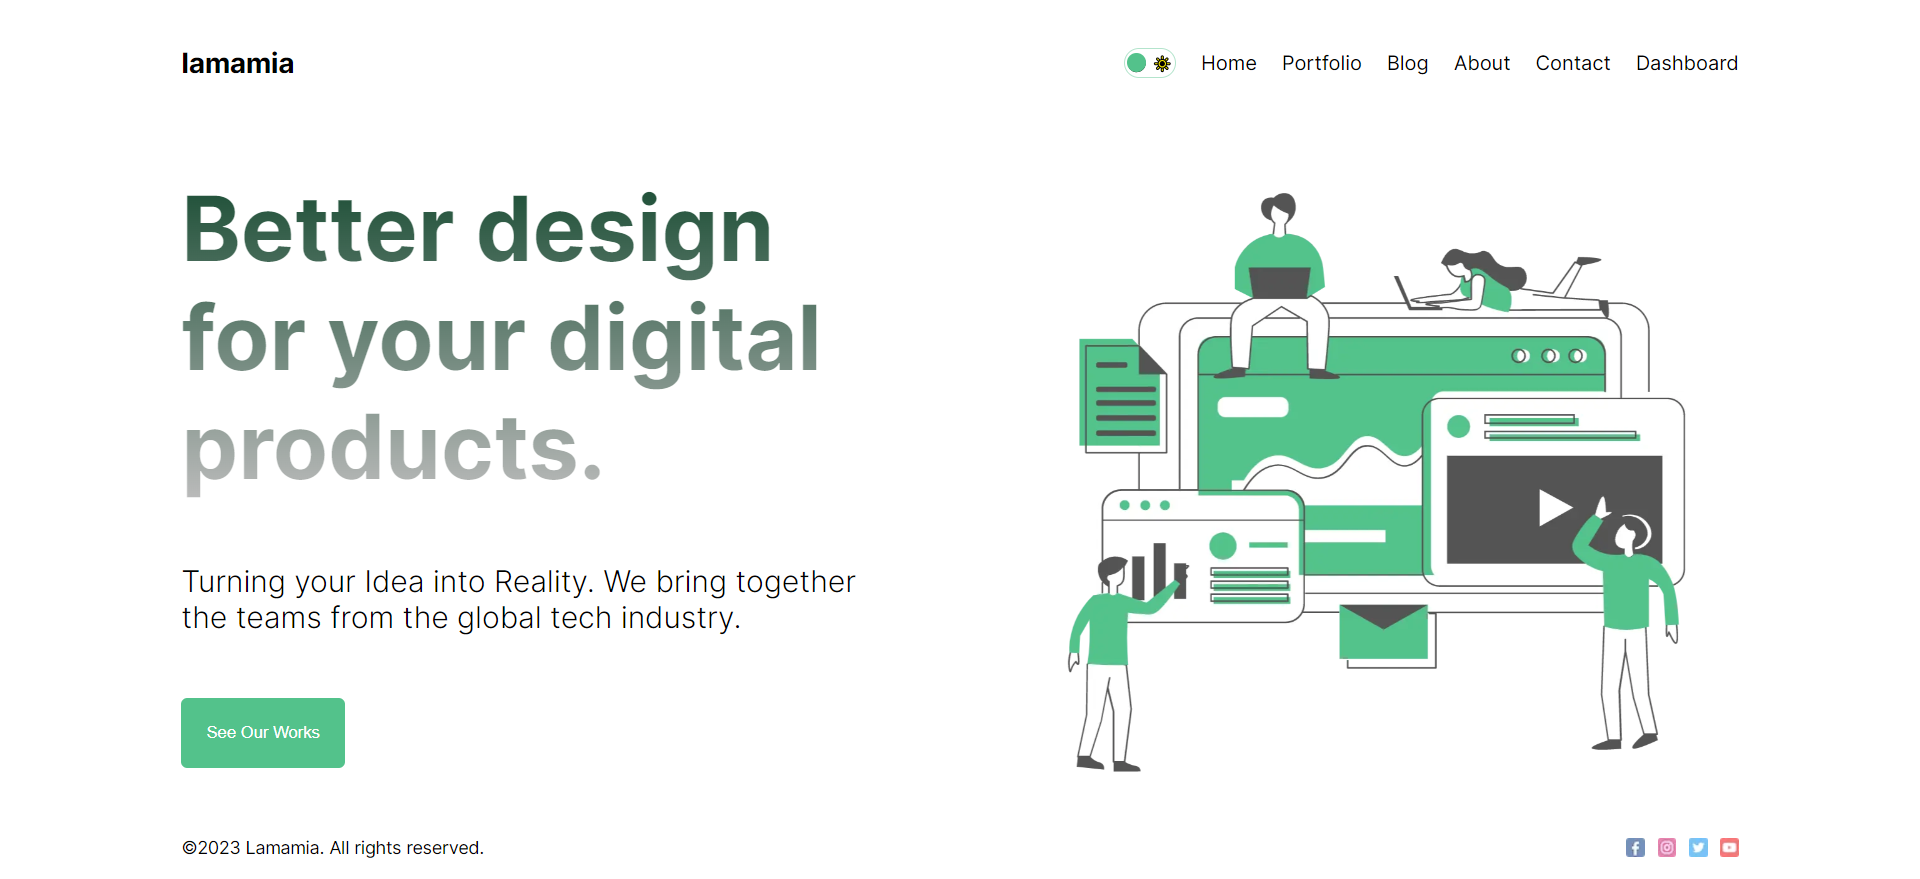 lamamia
Home Portfolio Blog About Contact Dashboard
Better design
for your digital
products.
Turning your Idea into Reality. We bring together
the teams from the global tech industry.
See Our Works
©2023 Lamamia. All rights reserved.